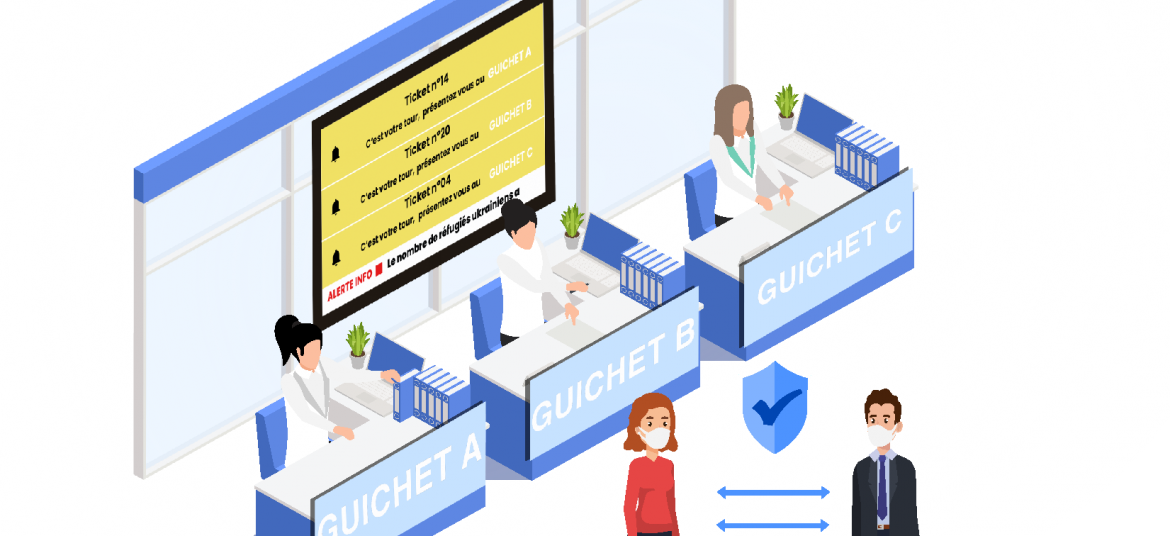 Ticket n°14
C'est votre tour, présentez vous au GUICHET A
Ticket n°20
C'est votre tour, présentez vous au GUICHET B
Ticket n°04
C'est votre tour, présentez vous au GUICHET C
ALERTE INFO Le nombre de réfugiés ukrainiens a
GUICHET C
GUICHET B
GUICHET A